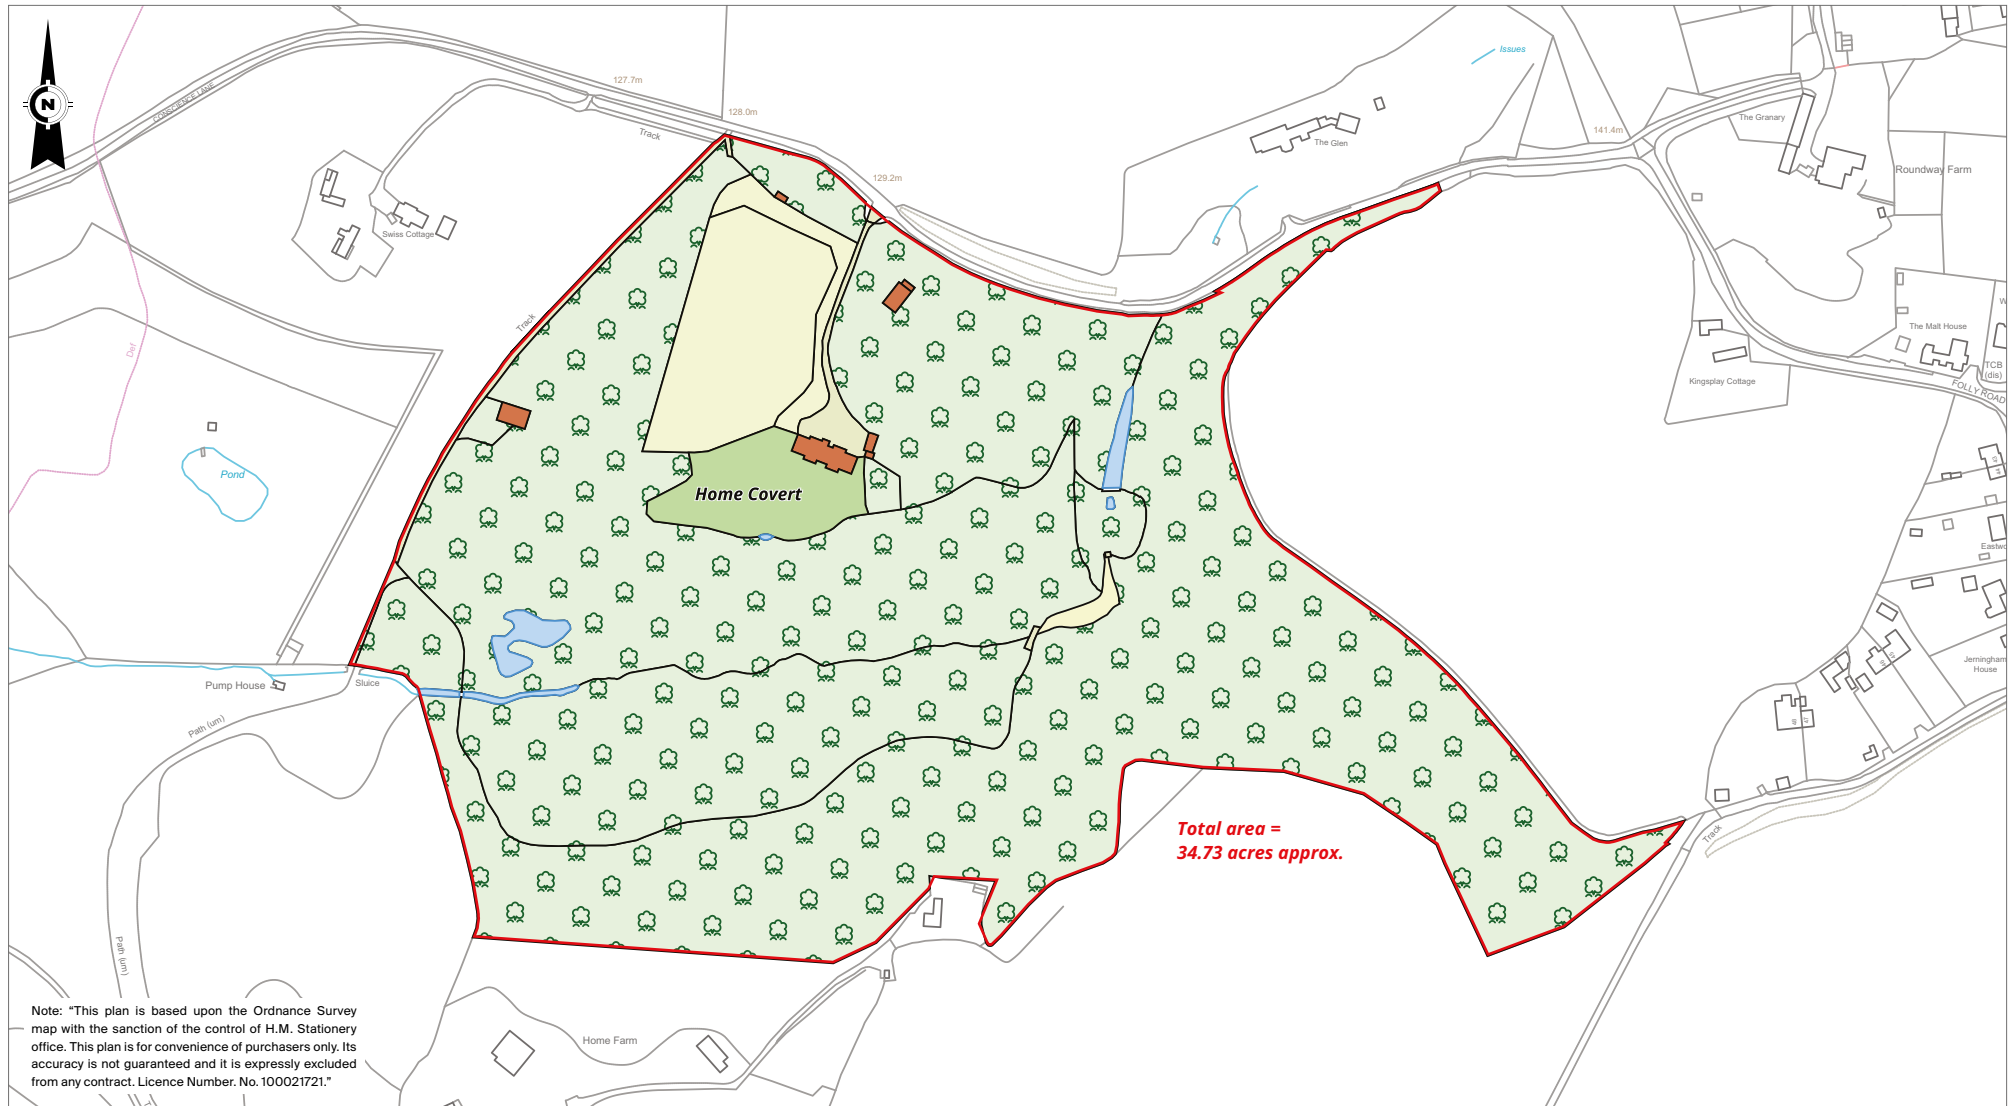 N
CONSCIENCE LANE
127.7m
128.0m
Track
129.2m
Issues
The Glen
141.4m
The Granary
Roundway Farm
Swiss Cottage
Track
Def
The Malt House
TCB
(dis)
FOLLY ROAD
Kingsplay Cottage
Pond
Home Covert
Pump House
Sluice
Path (um)
Jerningham
House
Track
Total area =
34.73 acres approx.
Path (um)
Home Farm
Note: “This plan is based upon the Ordnance Survey
map with the sanction of the control of H.M. Stationery
office. This plan is for convenience of purchasers only. Its
accuracy is not guaranteed and it is expressly excluded
from any contract. Licence Number. No. 100021721.”